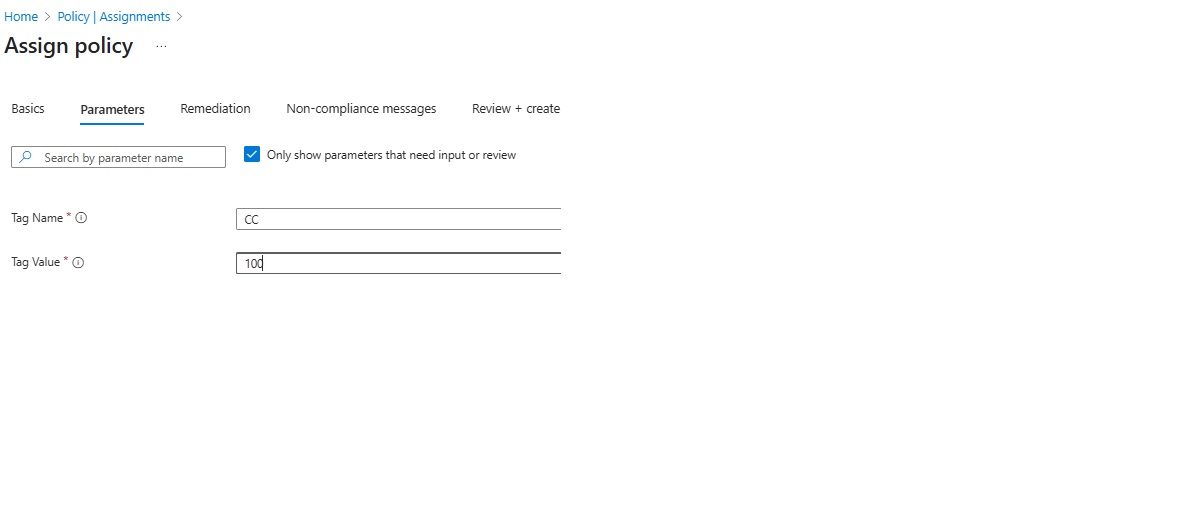 Home > Policy | Assignments >
Assign policy ...
Basics Parameters Remediation Non-compliance messages Review + create
Search by parameter name Only show parameters that need input or review
Tag Name * CC
Tag Value * 100